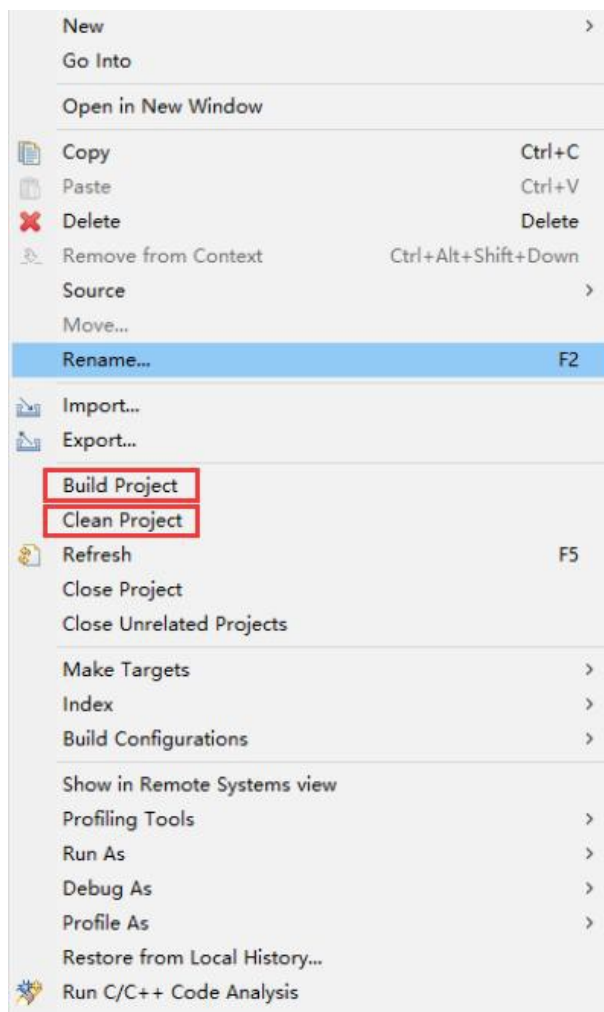 New
Go Into
Open in New Window
Copy Ctrl+C
Paste Ctrl+V
Delete Delete
Remove from Context Ctrl+Alt+Shift+Down
Source
Move...
Rename... F2
Import...
Export...
Build Project
Clean Project
Refresh F5
Close Project
Close Unrelated Projects
Make Targets
Index
Build Configurations
Show in Remote Systems view
Profiling Tools
Run As
Debug As
Profile As
Restore from Local History...
Run C/C++ Code Analysis